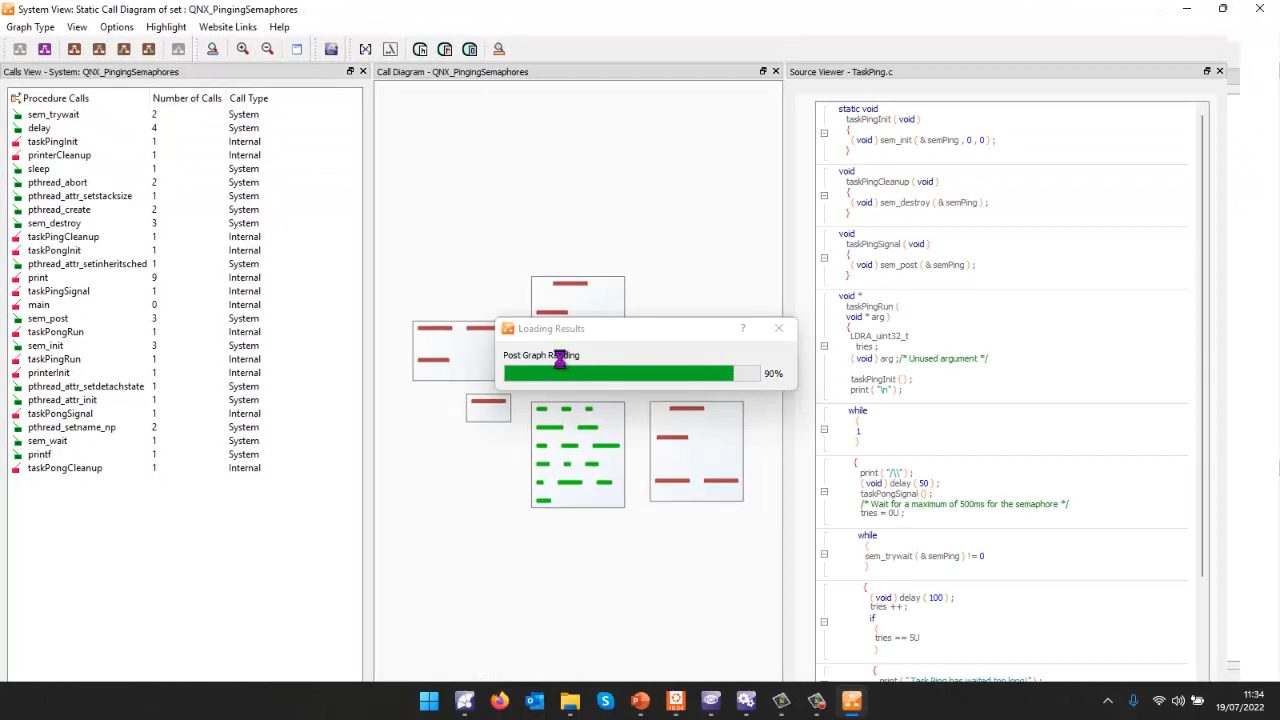 System View: Static Call Diagram of set : QNX_PingingSemaphores
Graph Type View Options Highlight Website Links Help
Calls View - System: QNX_PingingSemaphores
Procedure Calls Number of Calls Call Type
sem_trywait 2 System
delay 4 System
taskPingInit 1 Internal
printerCleanup 1 Internal
sleep 1 System
pthread_abort 2 System
pthread_attr_setstacksize 1 System
pthread_create 2 System
sem_destroy 3 System
taskPingCleanup 1 Internal
taskPongInit 1 Internal
pthread_attr_setinheritsched 1 System
print 9 Internal
taskPingSignal 1 Internal
main 0 Internal
sem_post 3 System
taskPongRun 1 Internal
sem_init 3 System
taskPingRun 1 Internal
printerInit 1 Internal
pthread_attr_setdetachstate 1 System
pthread_attr_init 1 System
taskPongSignal 1 Internal
pthread_setname_np 2 System
sem_wait 1 System
printf 1 System
taskPongCleanup 1 Internal
Call Diagram - QNX_PingingSemaphores
Loading Results
?
Post Graph
90%
Source Viewer - TaskPing.c
static void
taskPingInit ( void )
{
( void ) sem_init ( & semPing , 0 , 0 ) ;
}
void
taskPingCleanup ( void )
{
( void ) sem_destroy ( & semPing ) ;
}
void
taskPingSignal ( void )
{
( void ) sem_post ( & semPing ) ;
}
void *
taskPingRun (
void * arg )
{
LDRA_uint32_t
tries ;
( void ) arg ;/* Unused argument */
taskPingInit () ;
print ( "\n" ) ;
while
(
1
)
{
print ( "/\\" ) ;
( void ) delay ( 50 ) ;
taskPongSignal () ;
/* Wait for a maximum of 500ms for the semaphore */
tries = 0U ;
while
(
sem_trywait ( & semPing ) != 0
)
{
( void ) delay ( 100 ) ;
tries ++ ;
if
(
tries == 5U
)
{
print ( "Task Ping has waited too long!" ) ;
11:34
19/07/2022